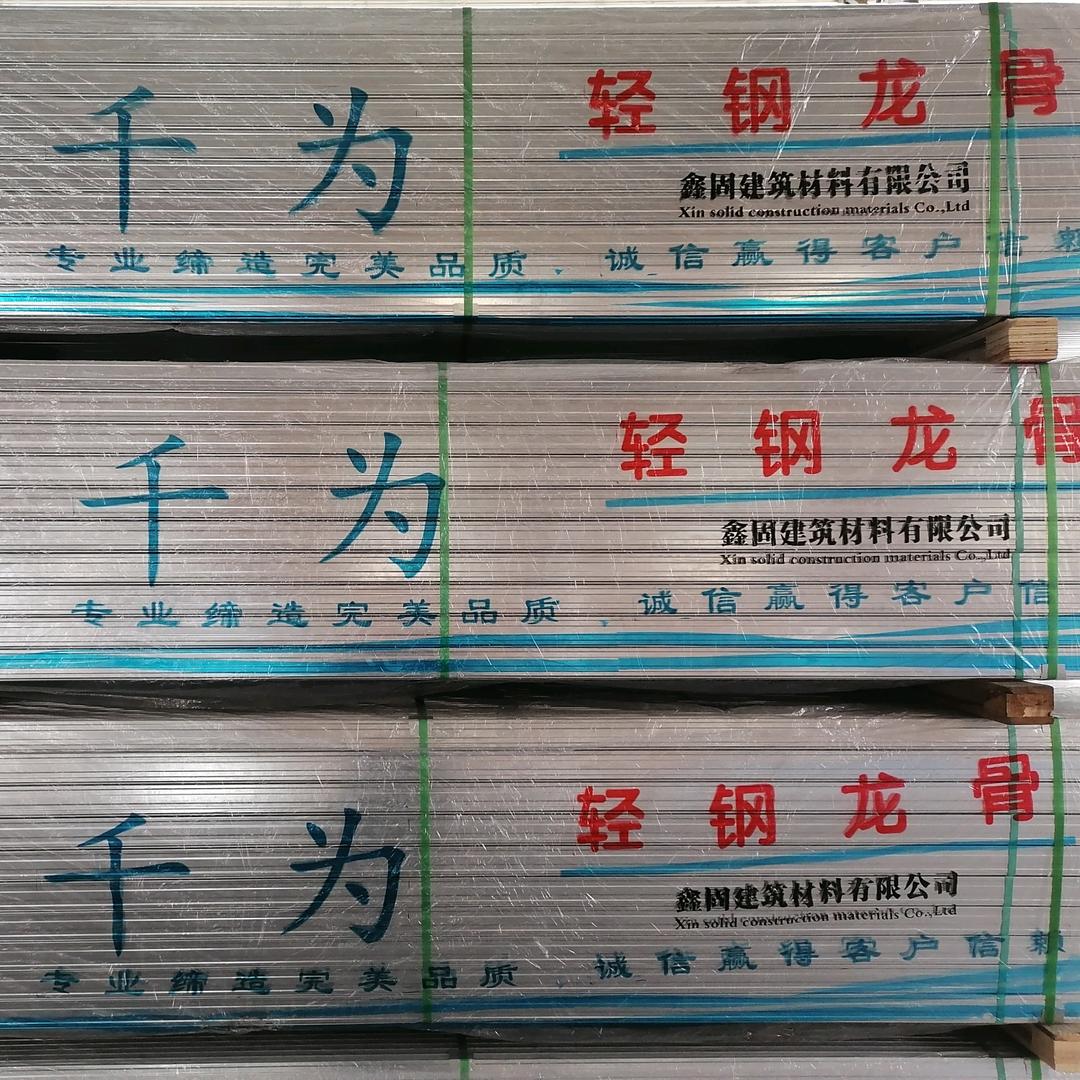 千为
轻钢龙骨
鑫固建筑材料有限公司
Xin solid construction materials Co.,Ltd
专业缔造完美品质．诚信赢得客户信赖
千为
轻钢龙骨
鑫固建筑材料有限公司
Xin solid construction materials Co.,Ltd
专业缔造完美品质．诚信赢得客户信
千为
轻钢龙骨
鑫固建筑材料有限公司
Xin solid construction materials Co.,Ltd
专业缔造完美品质．诚信赢得客户信赖